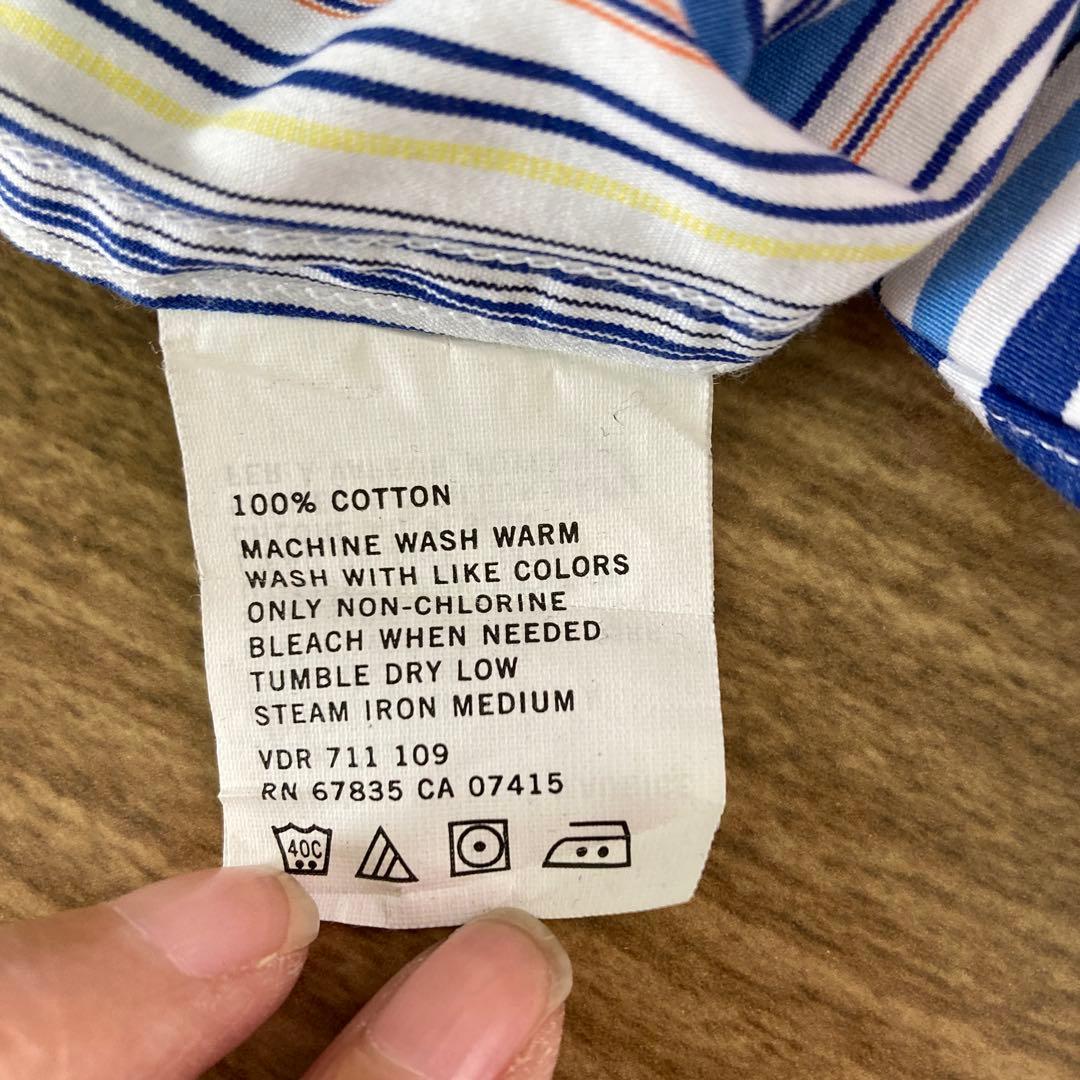 100% COTTON
MACHINE WASH WARM
WASH WITH LIKE COLORS
ONLY NON-CHLORINE
BLEACH WHEN NEEDED
TUMBLE DRY LOW
STEAM IRON MEDIUM
VDR 711 109
RN 67835 CA 07415
40C